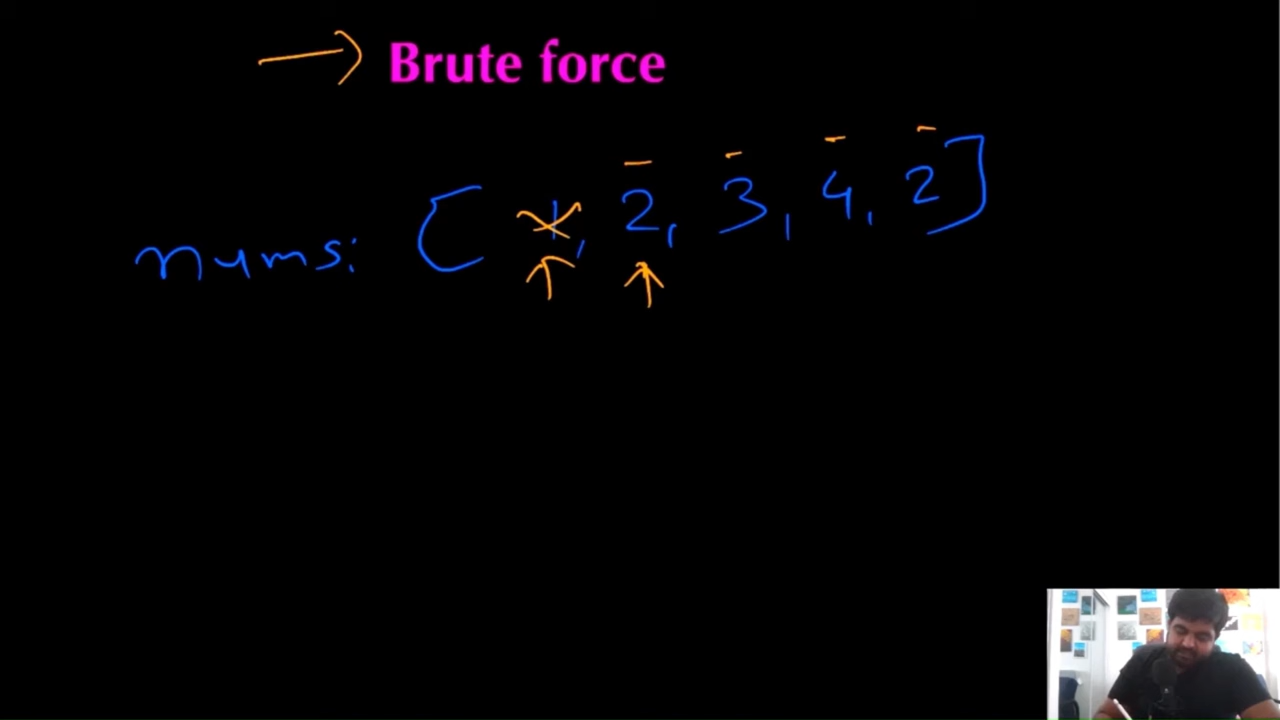 Brute force
nums: [ 1, 2, 3, 4, 2]